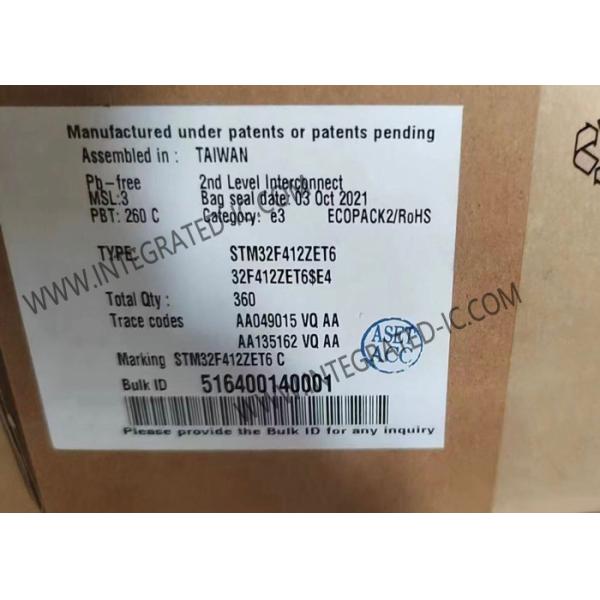 Manufactured under patents or patents pending
Assembled in : TAIWAN
Pb-free 2nd Level Interconnect
MSL:3 Bag seal date: 03 Oct 2021
PBT: 260 C Category: e3 ECOPACK2/RoHS
TYPE: STM32F412ZET6
32F412ZET6$E4
Total Qty : 360
Trace codes AA049015 VQ AA
AA135162 VQ AA
Marking STM32F412ZET6 C
Bulk ID 516400140001
Please provide the Bulk ID for any inquiry
WWW.INTEGRATED-IC.COM
WWW.INTEGRATED-IC.COM